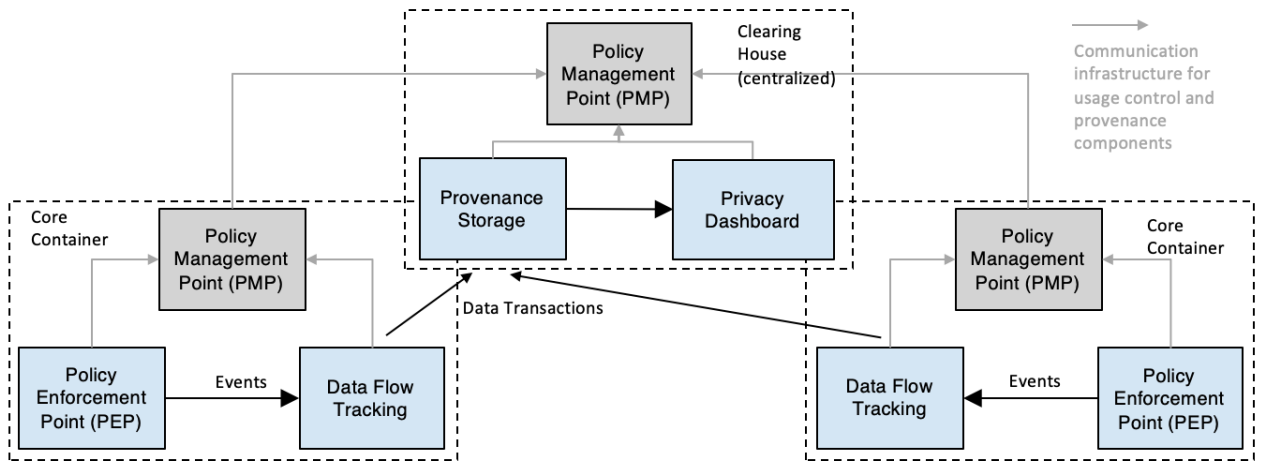 Policy
Management
Point (PMP)
Clearing
House
(centralized)
Communication
infrastructure for
usage control and
provenance
components
Provenance
Storage
Privacy
Dashboard
Core
Container
Policy
Management
Point (PMP)
Policy
Management
Point (PMP)
Core
Container
Data Transactions
Policy
Enforcement
Point (PEP)
Events
Data Flow
Tracking
Data Flow
Tracking
Events
Policy
Enforcement
Point (PEP)